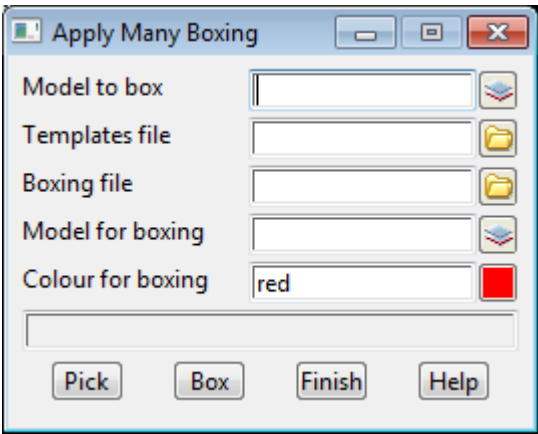 Apply Many Boxing
Model to box
Templates file
Boxing file
Model for boxing
Colour for boxing red
Pick Box Finish Help